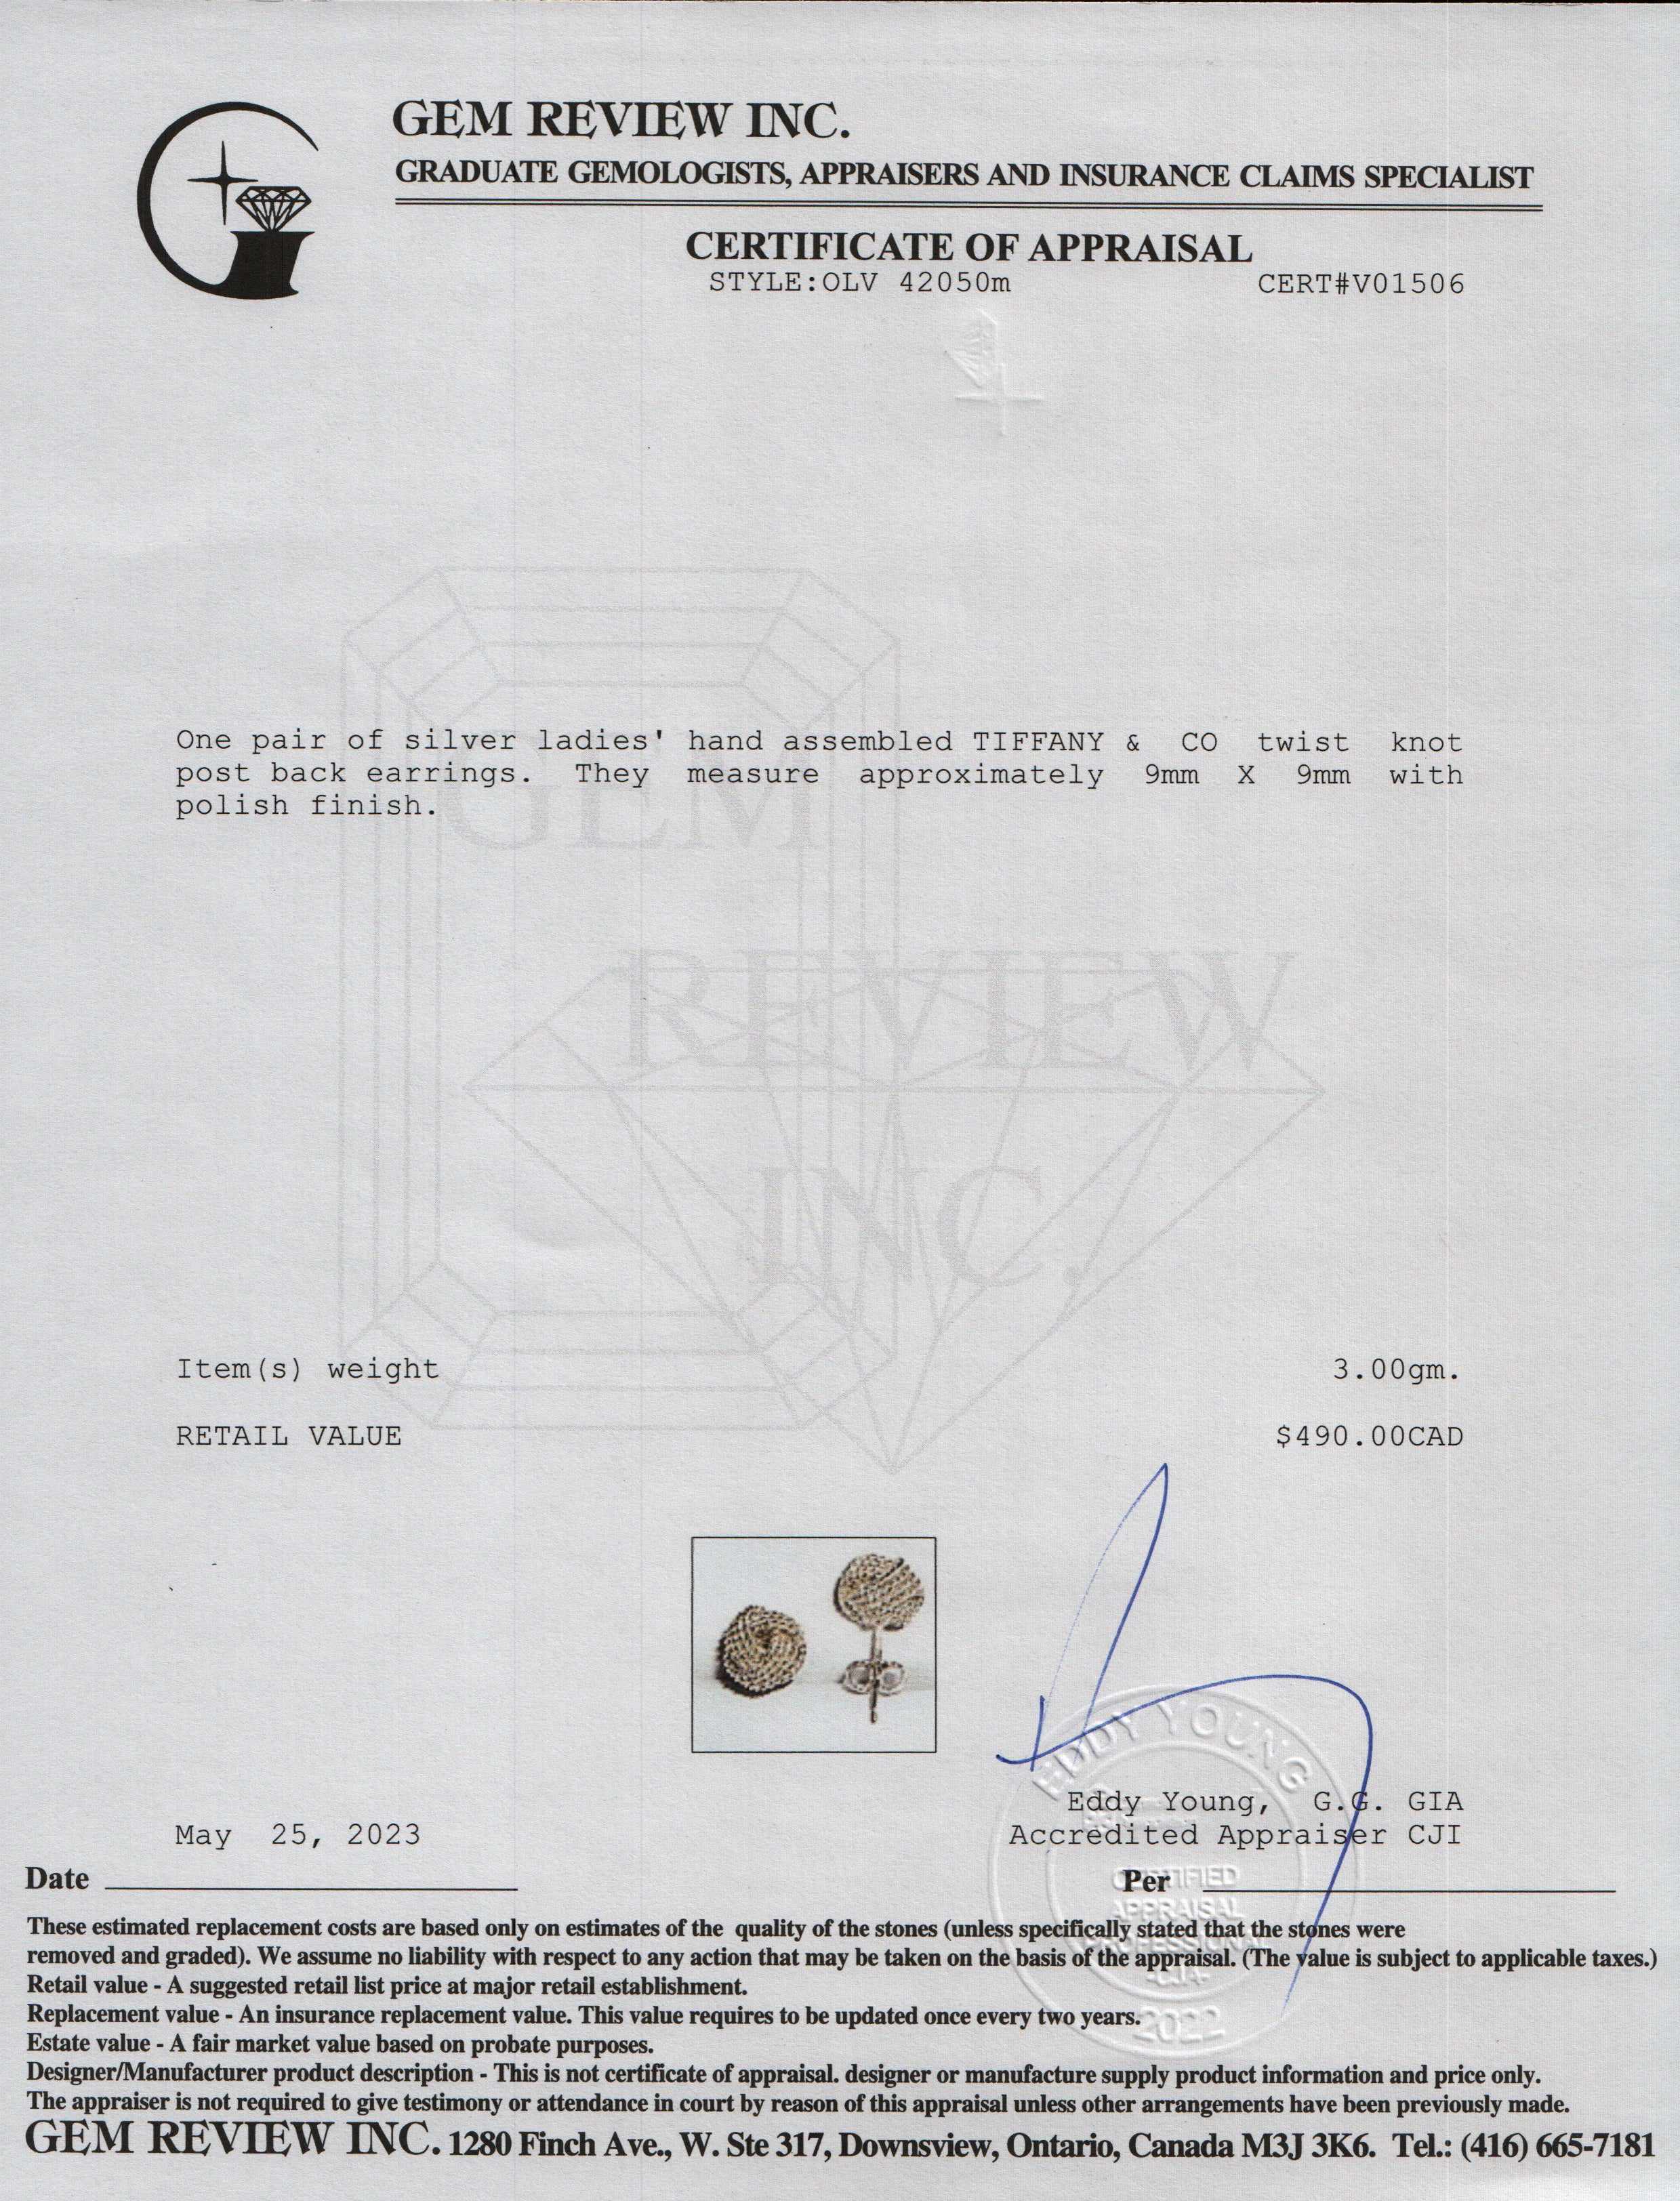 GEM REVIEW INC.
GRADUATE GEMOLOGISTS, APPRAISERS AND INSURANCE CLAIMS SPECIALIST
CERTIFICATE OF APPRAISAL
STYLE:OLV 42050m CERT#V01506
One pair of silver ladies' hand assembled TIFFANY & CO twist knot
post back earrings. They measure approximately 9mm X 9mm with
polish finish.
GEM
REVIEW
INC.
Item(s) weight 3.00gm.
RETAIL VALUE $490.00CAD
EDDY YOUNG
Eddy Young, G.G. GIA
May 25, 2023 Accredited Appraiser CJI
Date Per
CERTIFIED
APPRAISAL
PROFESSIONAL
2022
These estimated replacement costs are based only on estimates of the quality of the stones (unless specifically stated that the stones were
removed and graded). We assume no liability with respect to any action that may be taken on the basis of the appraisal. (The value is subject to applicable taxes.)
Retail value - A suggested retail list price at major retail establishment.
Replacement value - An insurance replacement value. This value requires to be updated once every two years.
Estate value - A fair market value based on probate purposes.
Designer/Manufacturer product description - This is not certificate of appraisal. designer or manufacture supply product information and price only.
The appraiser is not required to give testimony or attendance in court by reason of this appraisal unless other arrangements have been previously made.
GEM REVIEW INC. 1280 Finch Ave., W. Ste 317, Downsview, Ontario, Canada M3J 3K6. Tel.: (416) 665-7181